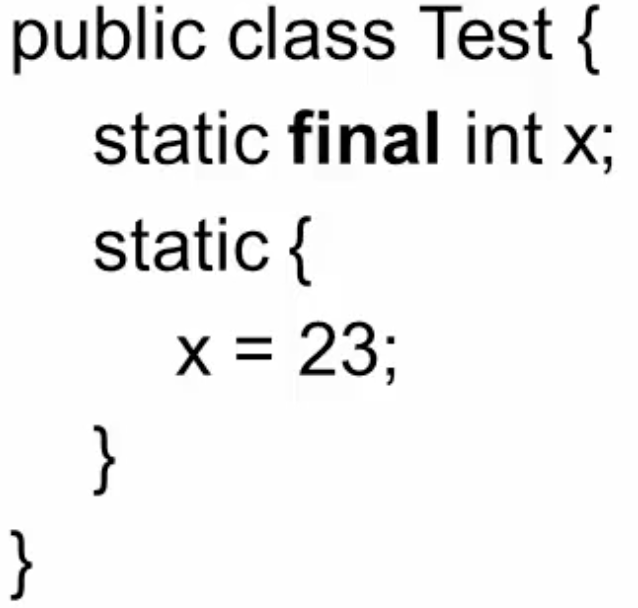 public class Test {
static final int x;
static {
x = 23;
}
}